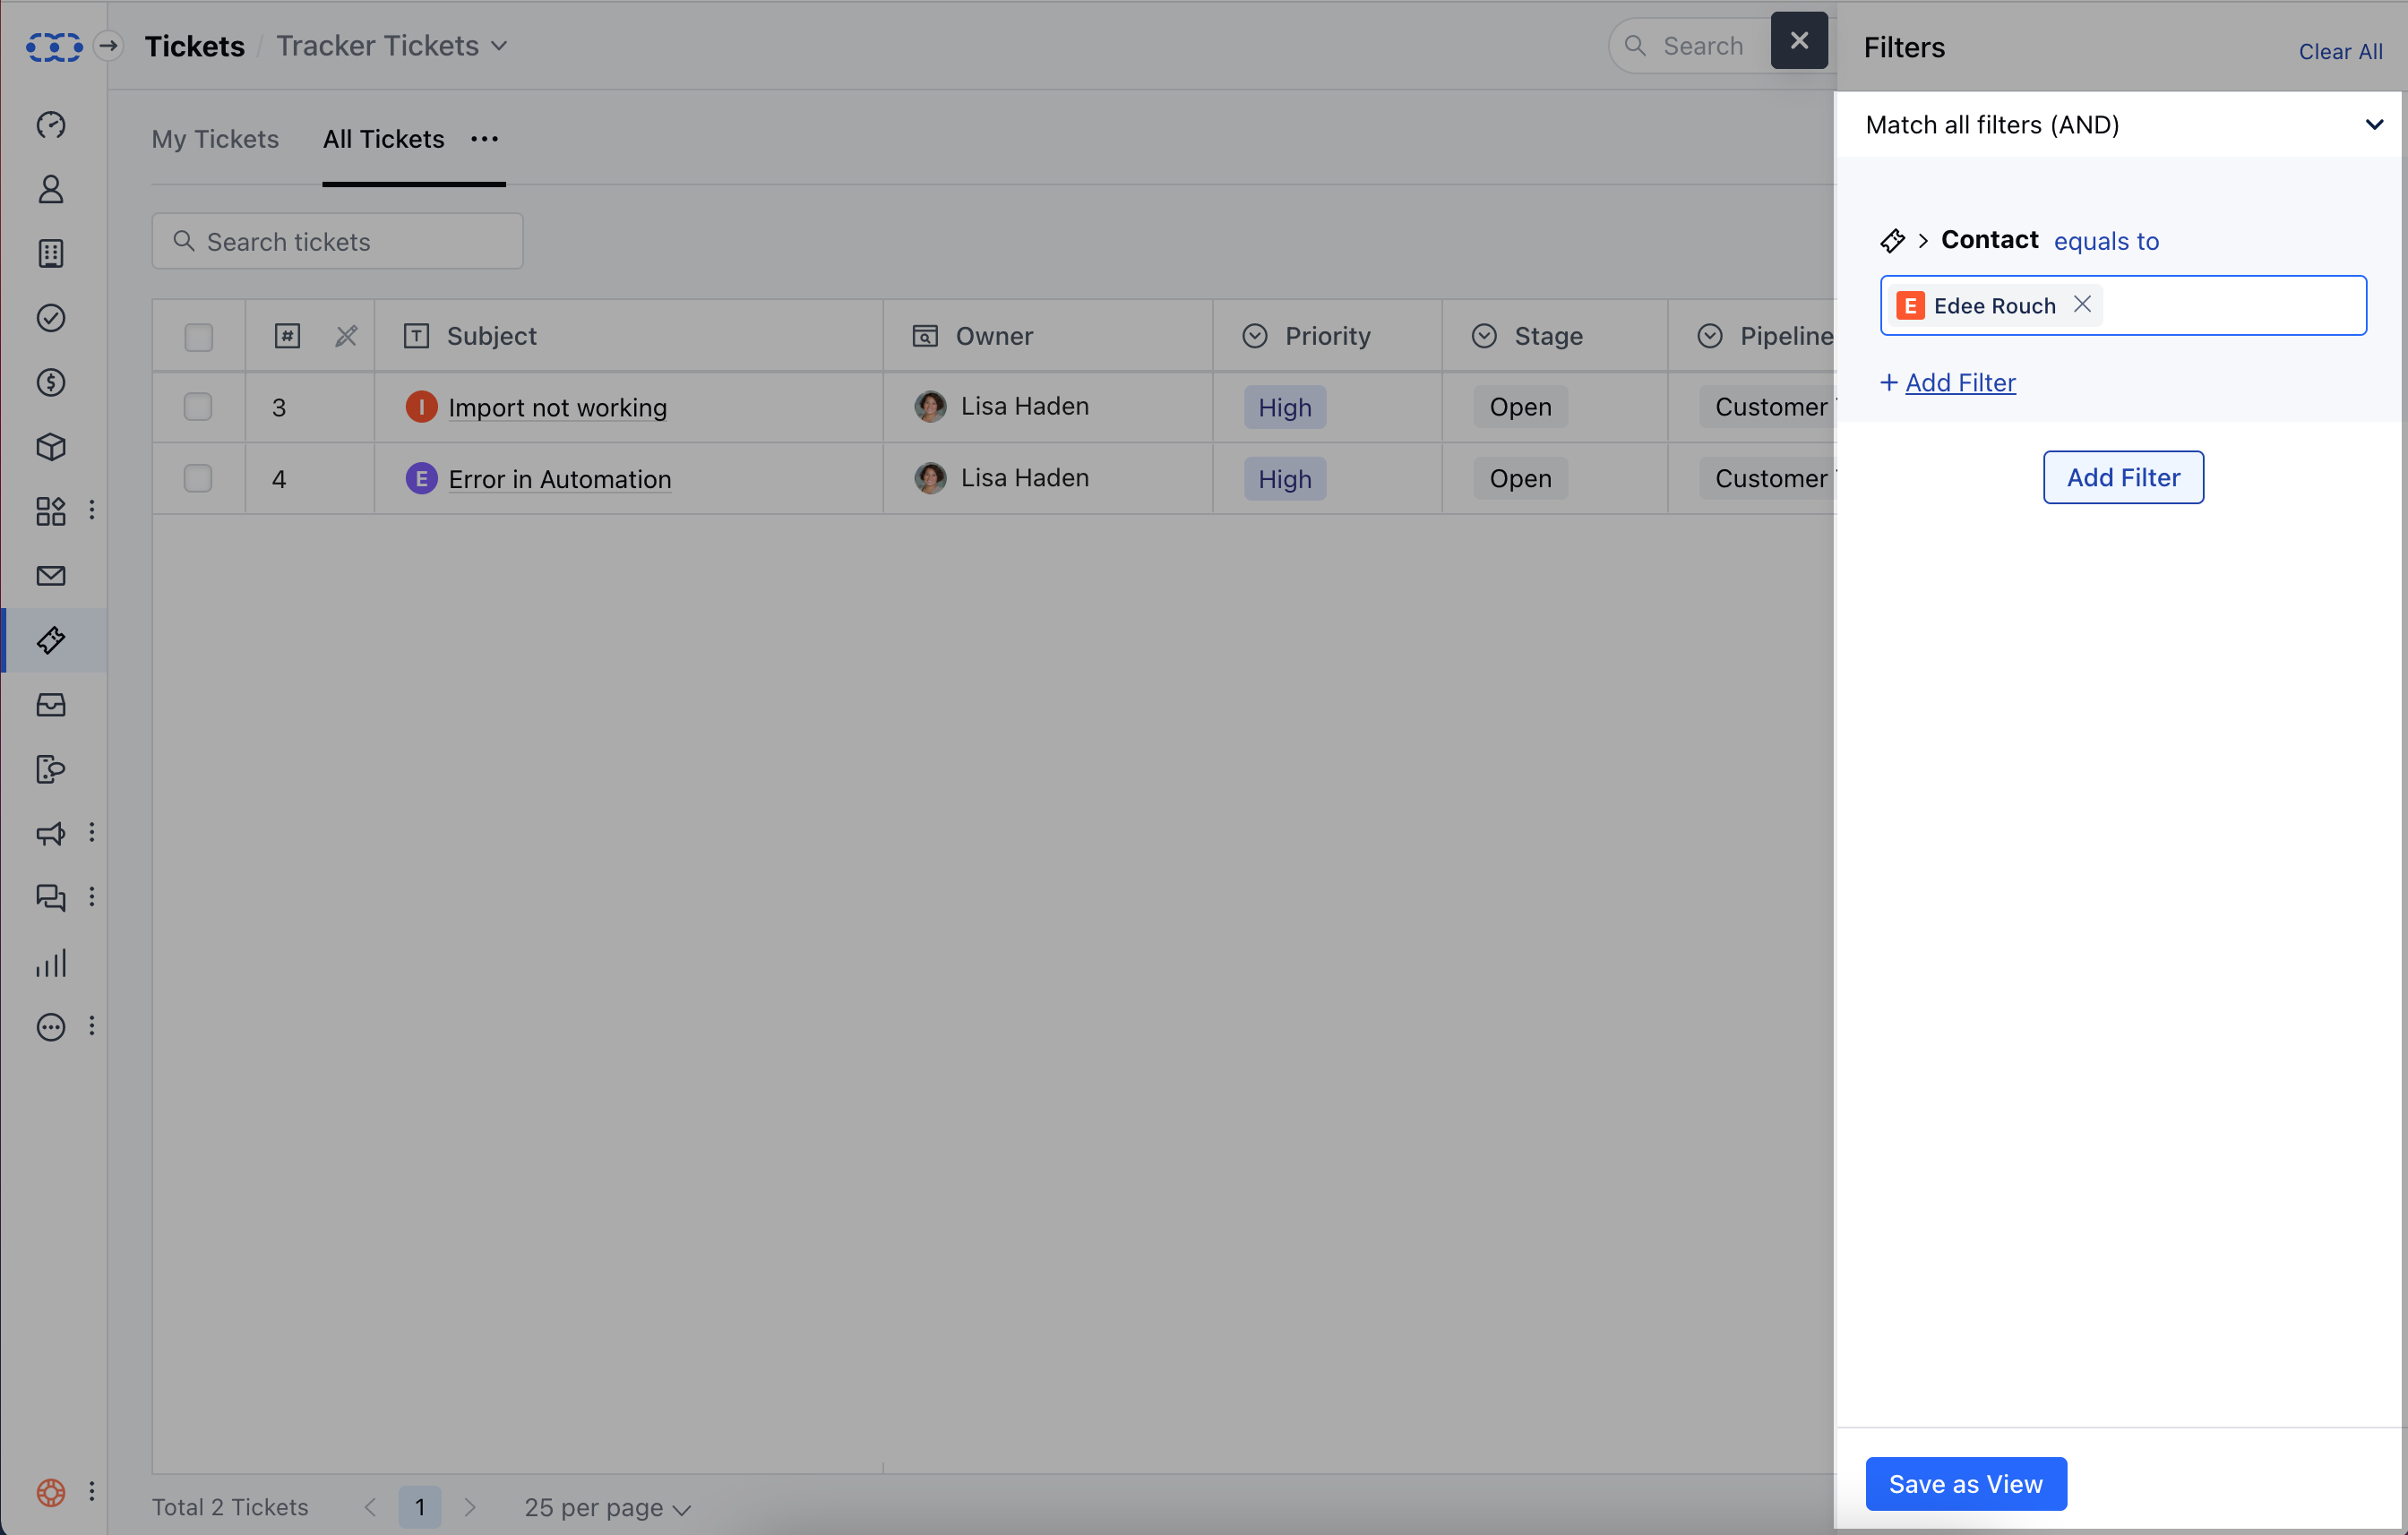 Tickets / Tracker Tickets
Search
Filters
Clear All
Match all filters (AND)
My Tickets
All Tickets
Search tickets
Contact equals to
E Edee Rouch
+ Add Filter
Add Filter
# T Subject Owner Priority Stage Pipeline
3 I Import not working Lisa Haden High Open Customer
4 E Error in Automation Lisa Haden High Open Customer
Total 2 Tickets
1
25 per page
Save as View